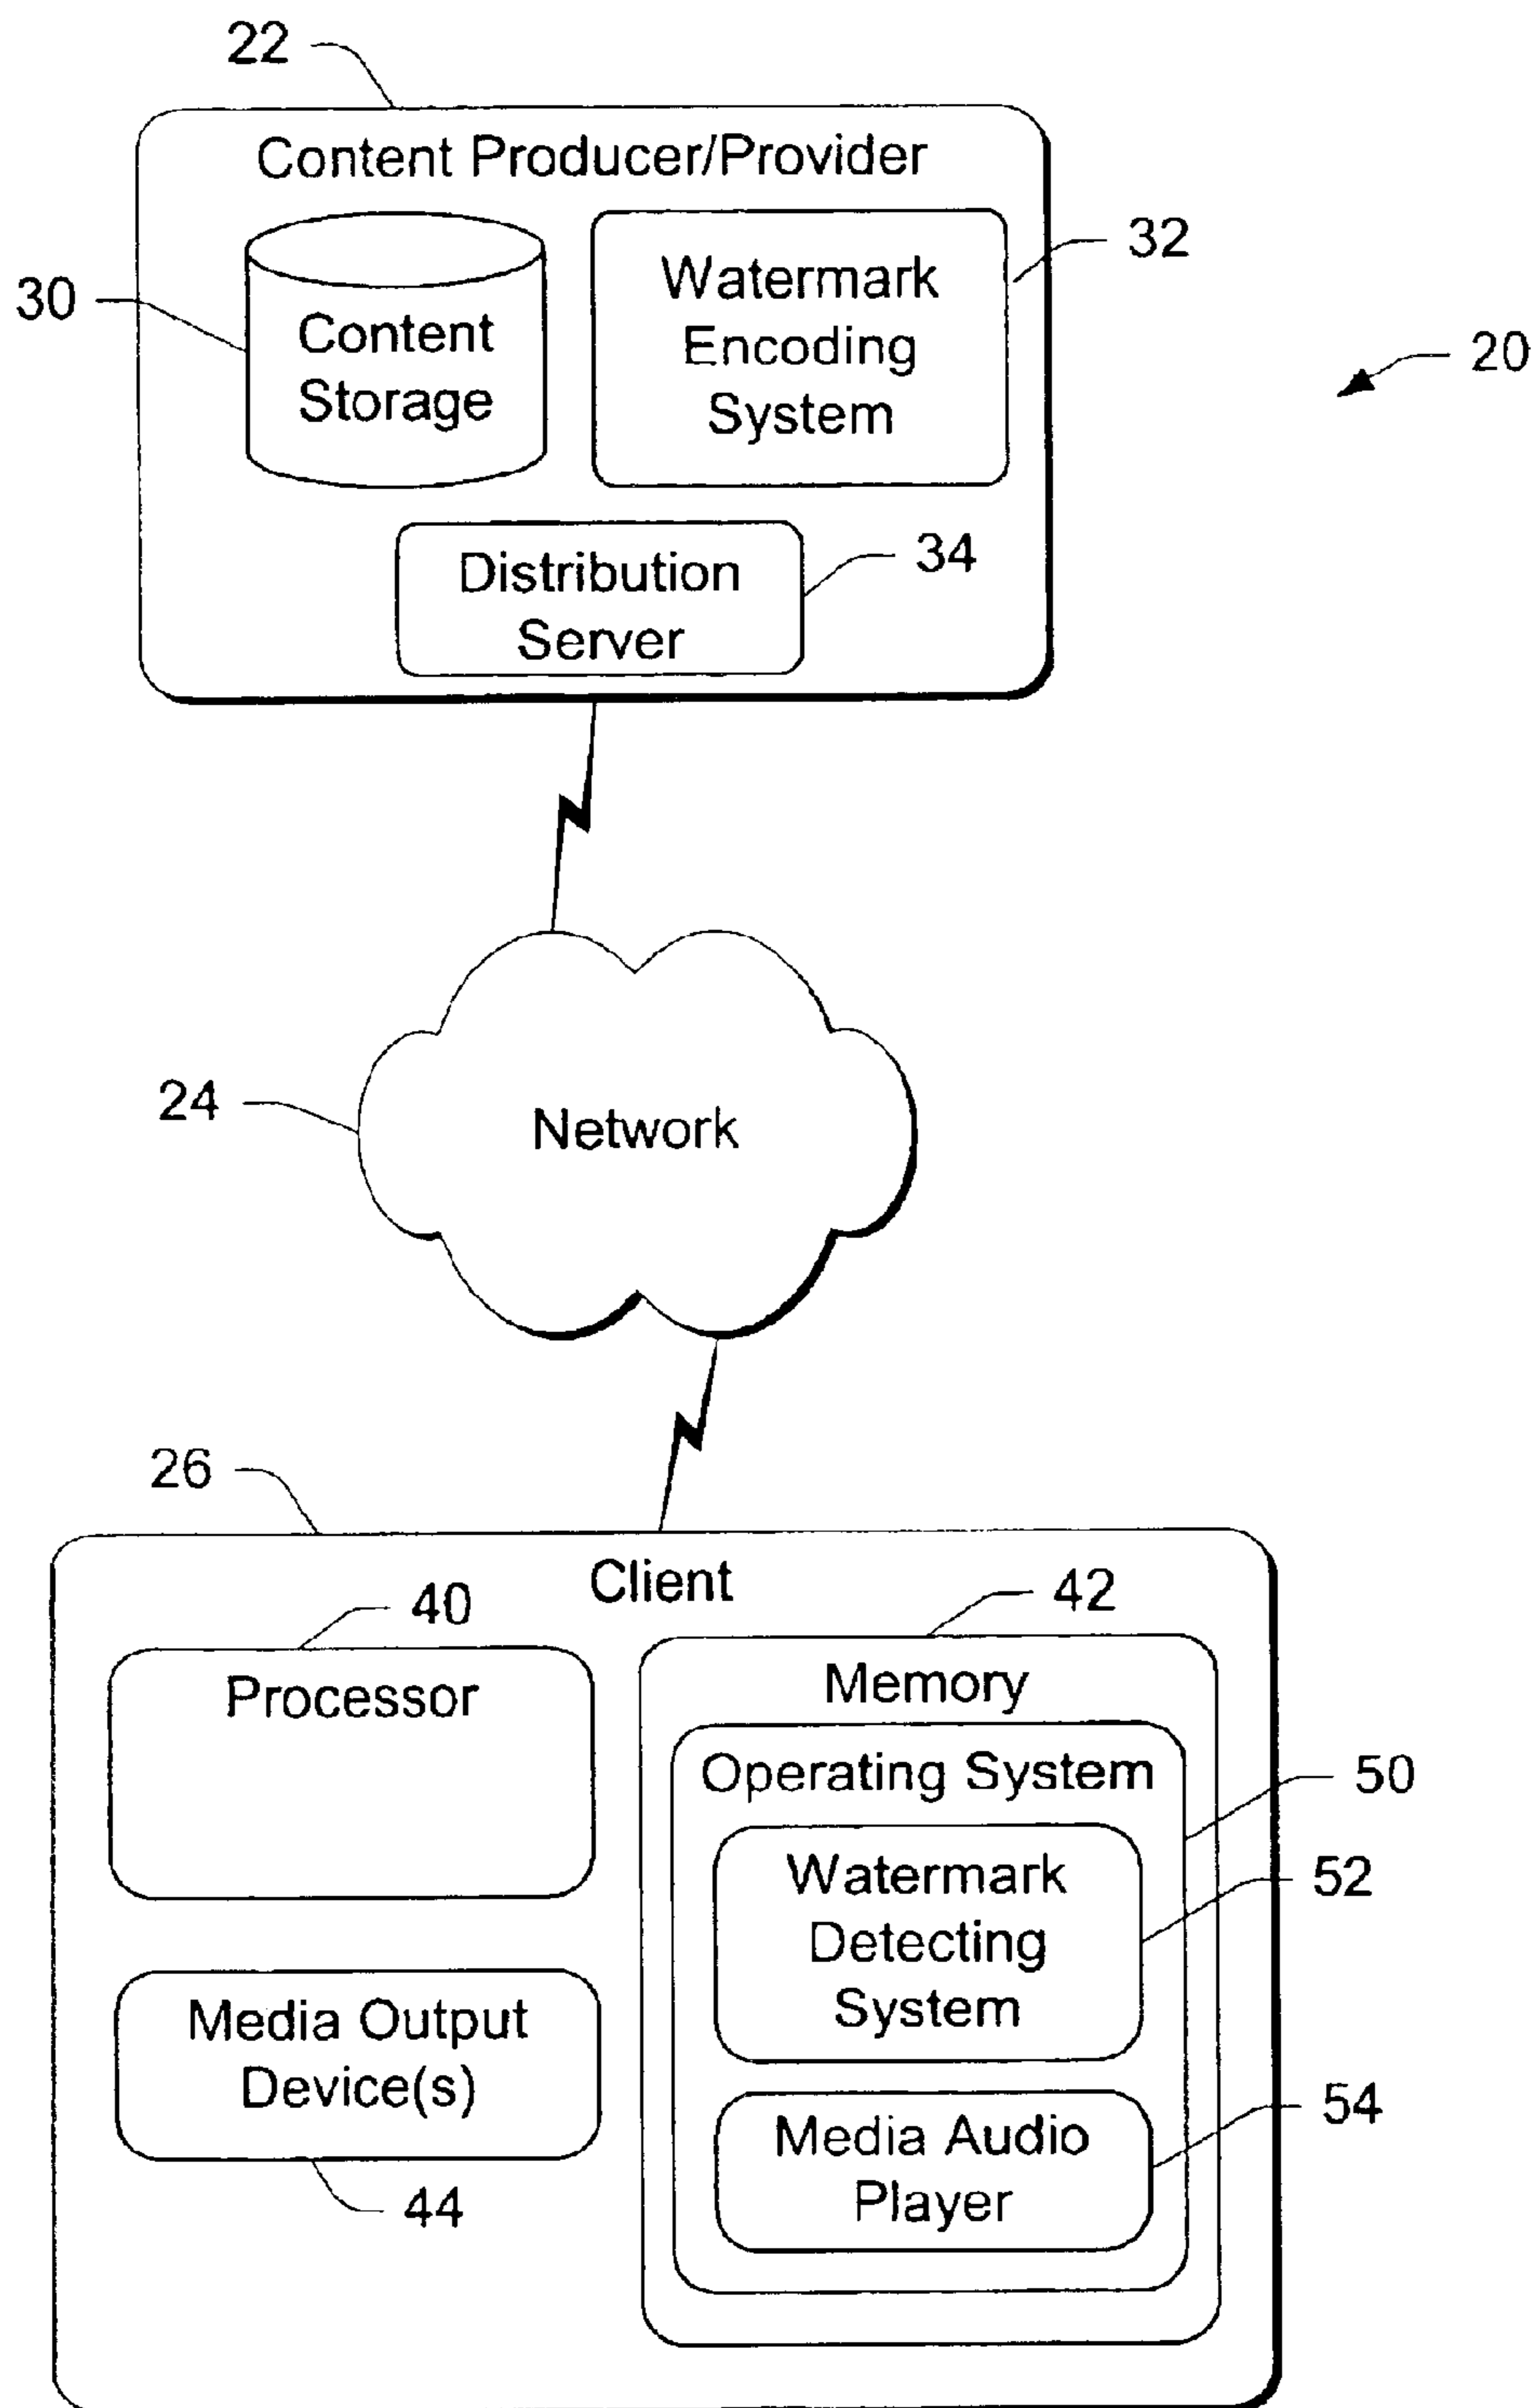 22
Content Producer/Provider
30
Content
Storage
Watermark
Encoding
System
32
20
Distribution
Server
34
24
Network
26
Client
40
Processor
42
Memory
Operating System
50
Watermark
Detecting
System
52
Media Output
Device(s)
44
Media Audio
Player
54